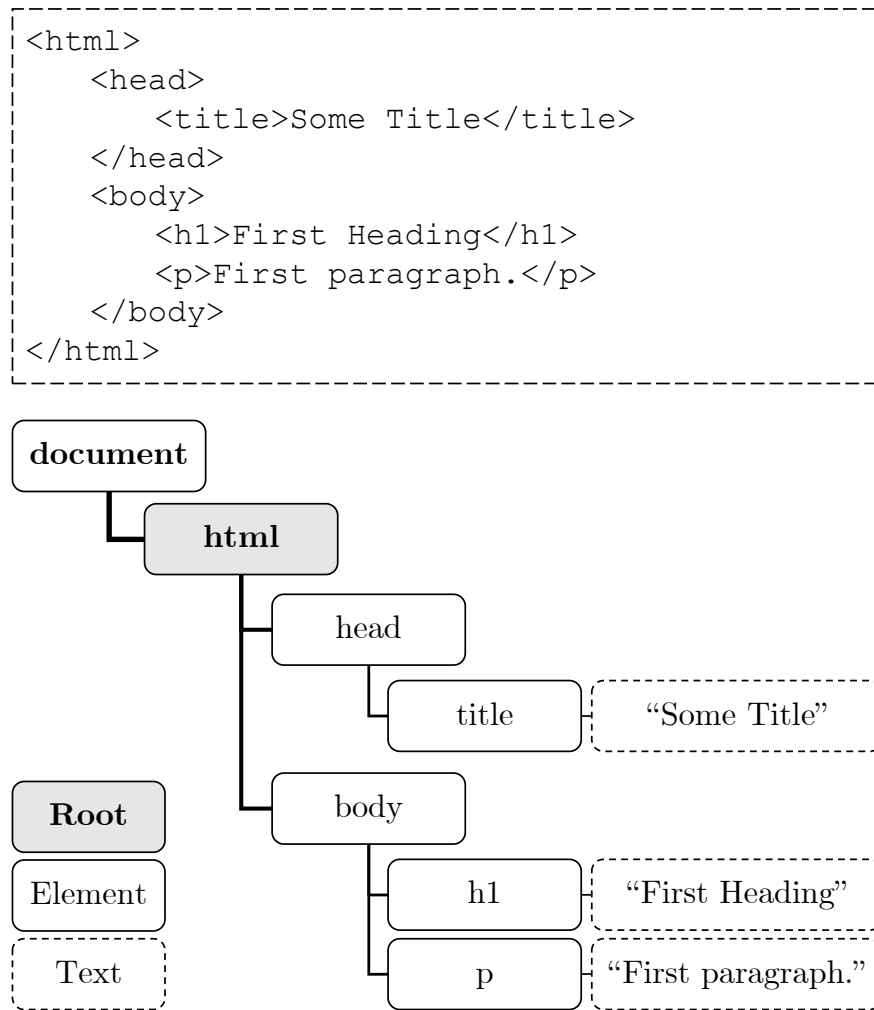 <html>
<head>
<title>Some Title</title>
</head>
<body>
<h1>First Heading</h1>
<p>First paragraph.</p>
</body>
</html>
document
html
head
title “Some Title”
body
Root
Element
h1 “First Heading”
Text
p “First paragraph.”